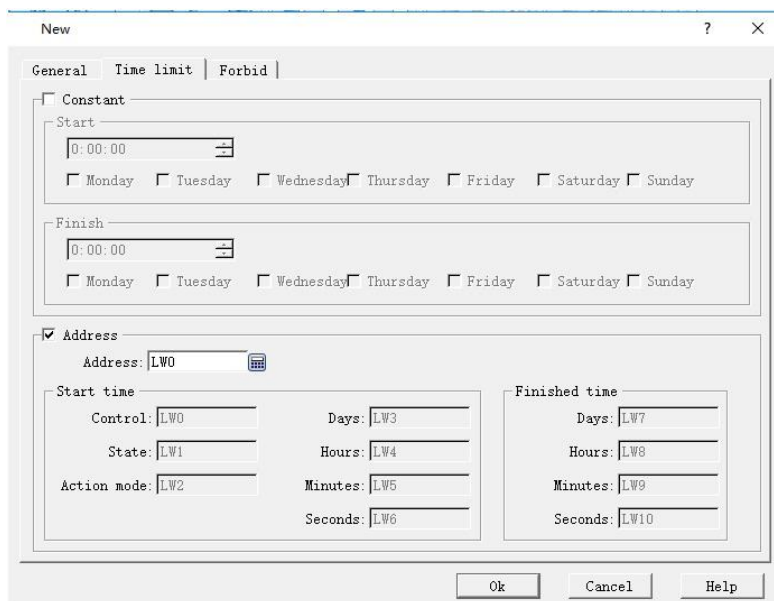 New ? ×
General Time limit Forbid
Constant
Start
0:00:00
Monday Tuesday Wednesday Thursday Friday Saturday Sunday
Finish
0:00:00
Monday Tuesday Wednesday Thursday Friday Saturday Sunday
Address
Address: LW0
Start time
Control: LW0 Days: LW3
State: LW1 Hours: LW4
Action mode: LW2 Minutes: LW5
Seconds: LW6
Finished time
Days: LW7
Hours: LW8
Minutes: LW9
Seconds: LW10
Ok Cancel Help